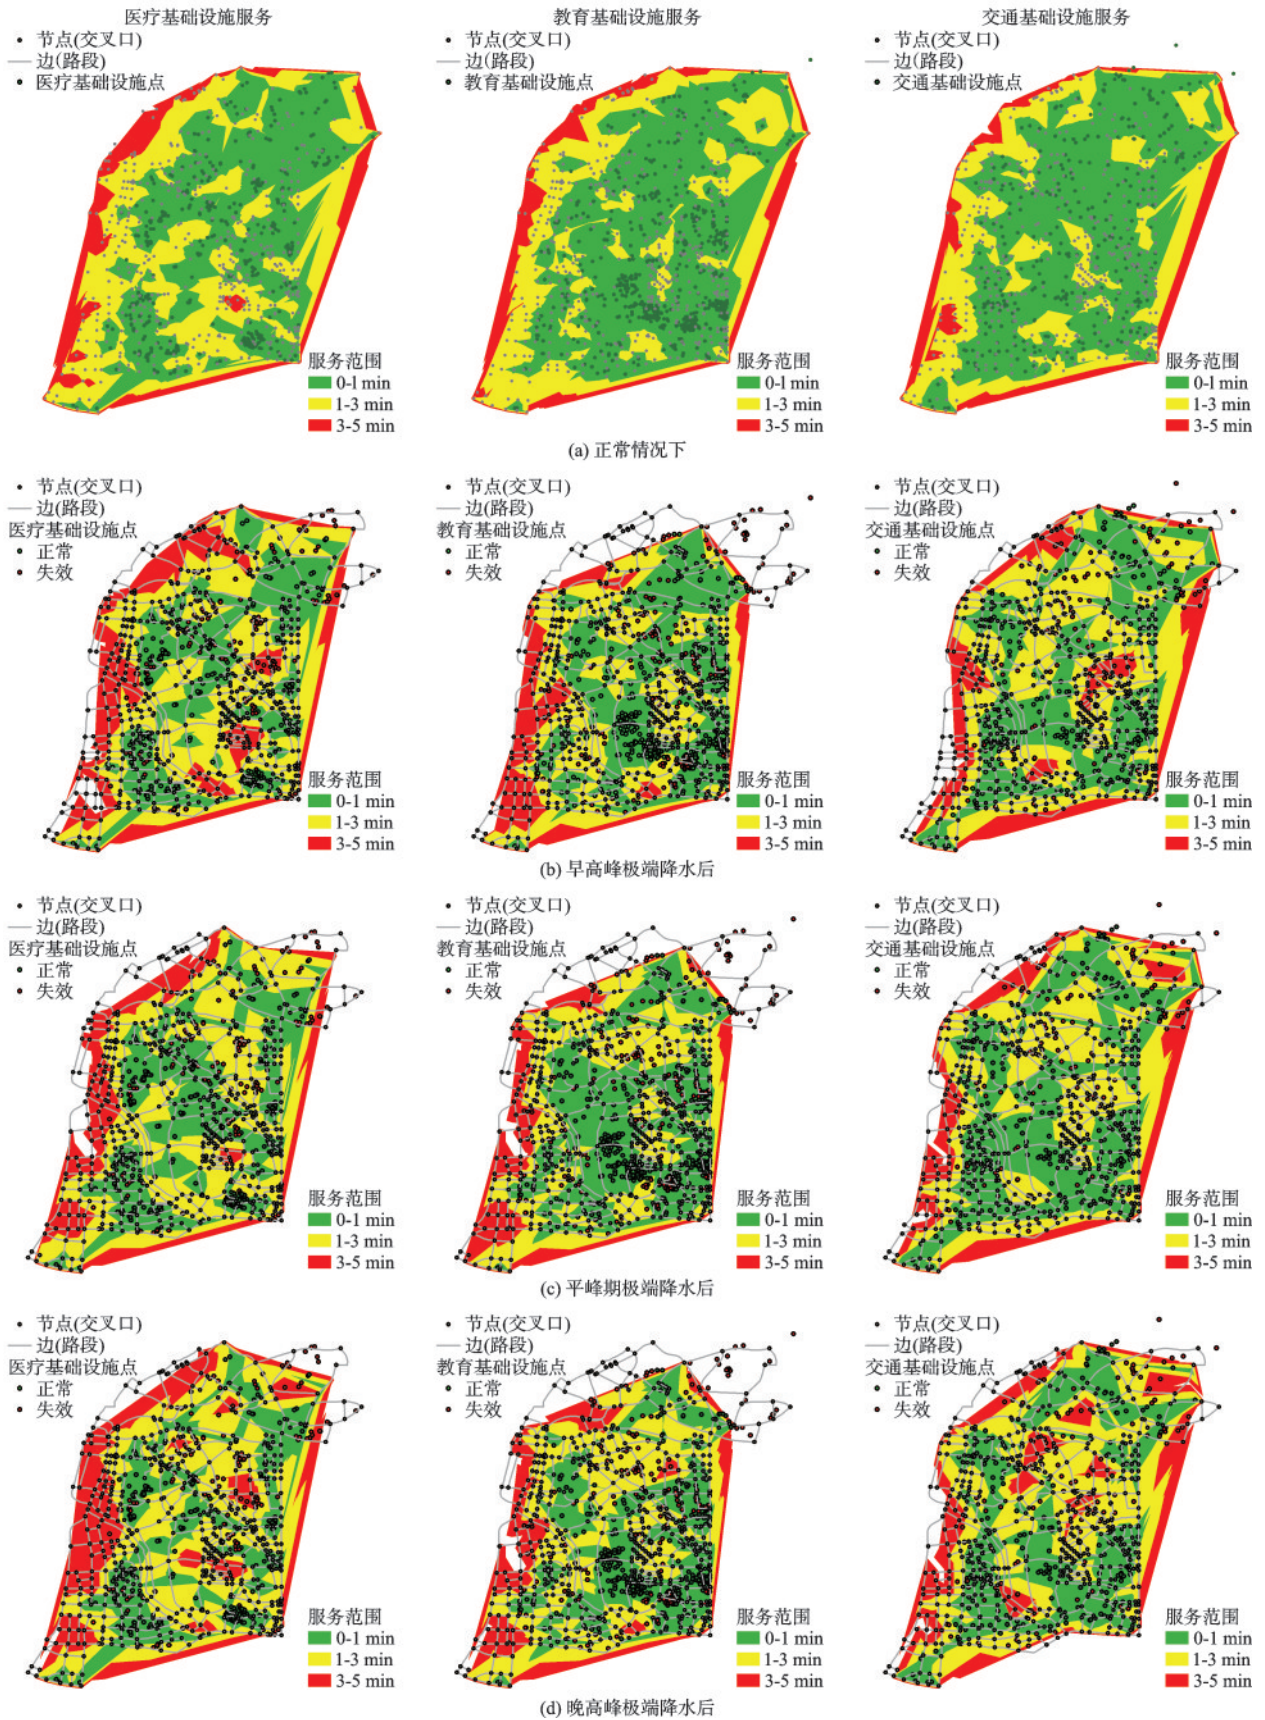 医疗基础设施服务
节点(交叉口)
边(路段)
医疗基础设施点
服务范围
0-1 min
1-3 min
3-5 min
教育基础设施服务
节点(交叉口)
边(路段)
教育基础设施点
服务范围
0-1 min
1-3 min
3-5 min
交通基础设施服务
节点(交叉口)
边(路段)
交通基础设施点
服务范围
0-1 min
1-3 min
3-5 min
(a) 正常情况下
节点(交叉口)
边(路段)
医疗基础设施点
正常
失效
服务范围
0-1 min
1-3 min
3-5 min
节点(交叉口)
边(路段)
教育基础设施点
正常
失效
服务范围
0-1 min
1-3 min
3-5 min
节点(交叉口)
边(路段)
交通基础设施点
正常
失效
服务范围
0-1 min
1-3 min
3-5 min
(b) 早高峰极端降水后
节点(交叉口)
边(路段)
医疗基础设施点
正常
失效
服务范围
0-1 min
1-3 min
3-5 min
节点(交叉口)
边(路段)
教育基础设施点
正常
失效
服务范围
0-1 min
1-3 min
3-5 min
节点(交叉口)
边(路段)
交通基础设施点
正常
失效
服务范围
0-1 min
1-3 min
3-5 min
(c) 平峰期极端降水后
节点(交叉口)
边(路段)
医疗基础设施点
正常
失效
服务范围
0-1 min
1-3 min
3-5 min
节点(交叉口)
边(路段)
教育基础设施点
正常
失效
服务范围
0-1 min
1-3 min
3-5 min
节点(交叉口)
边(路段)
交通基础设施点
正常
失效
服务范围
0-1 min
1-3 min
3-5 min
(d) 晚高峰极端降水后